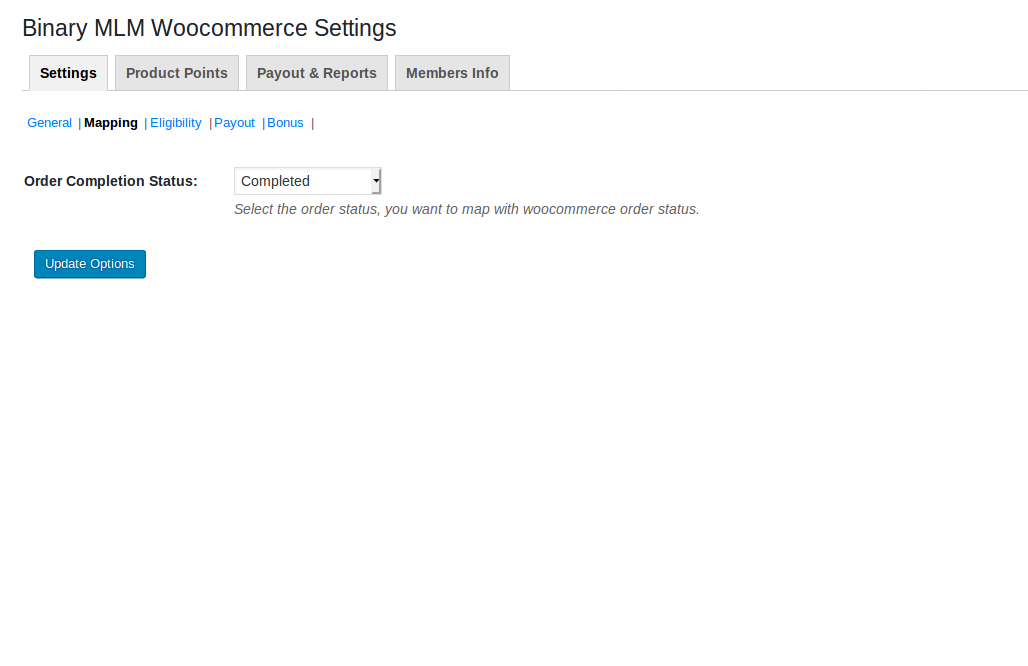 Binary MLM Woocommerce Settings
Settings Product Points Payout & Reports Members Info
General | Mapping | Eligibility | Payout | Bonus |
Order Completion Status: Completed
Select the order status, you want to map with woocommerce order status.
Update Options